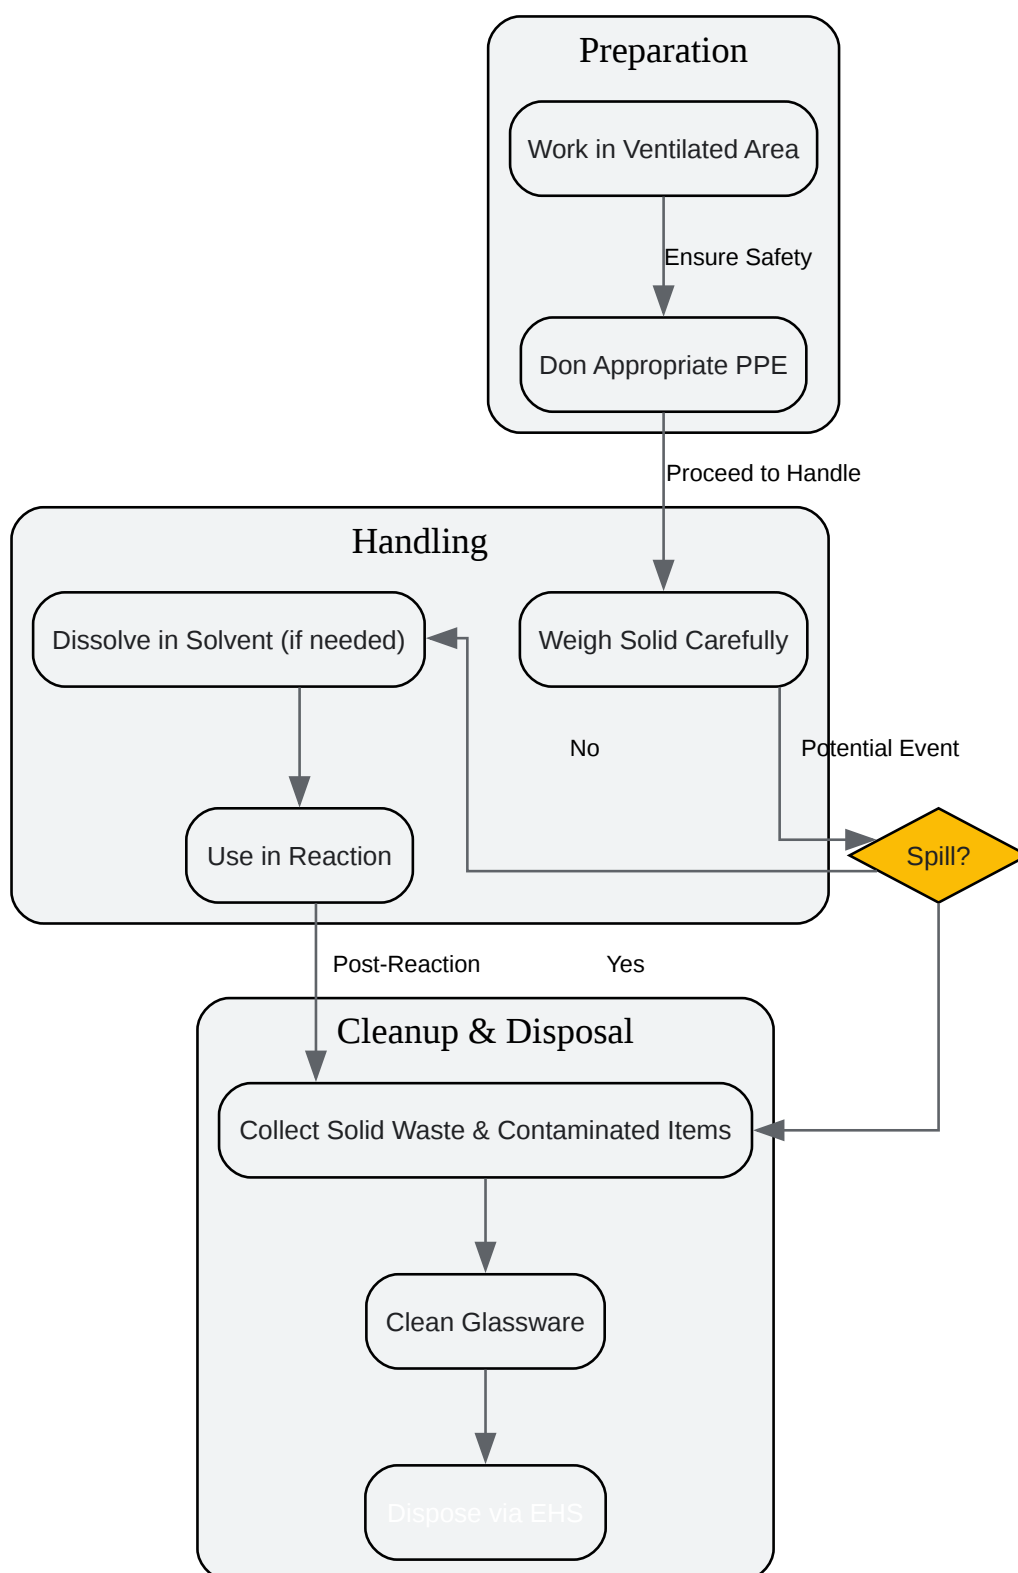 Preparation
Work in Ventilated Area
Ensure Safety
Don Appropriate PPE
Proceed to Handle
Handling
Dissolve in Solvent (if needed)
Weigh Solid Carefully
No
Potential Event
Use in Reaction
Spill?
Post-Reaction
Yes
Cleanup & Disposal
Collect Solid Waste & Contaminated Items
Clean Glassware
Dispose via EHS